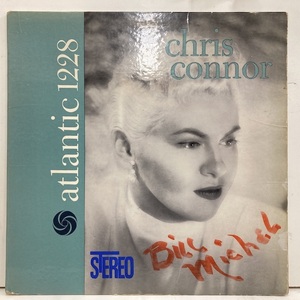 chris
connor
atlantic 1228
STEREO
Bill
Michel